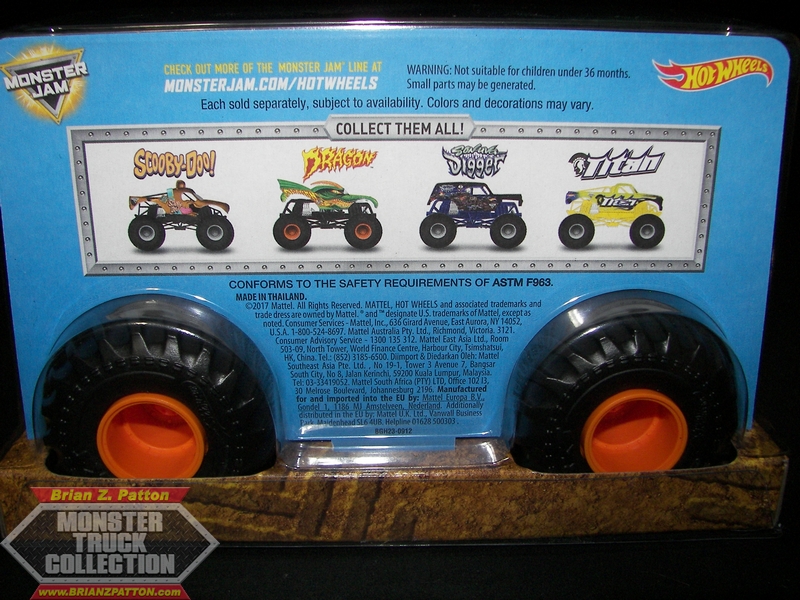 MONSTER
JAM
CHECK OUT MORE OF THE MONSTER JAM LINE AT
MONSTERJAM.COM/HOTWHEELS
WARNING: Not suitable for children under 36 months.
Small parts may be generated.
Hot Wheels
Each sold separately, subject to availability. Colors and decorations may vary.
COLLECT THEM ALL!
SCOOBY-DOO!
DRAGON
SON-UVA
Digger
Titan
Titan
CONFORMS TO THE SAFETY REQUIREMENTS OF ASTM F963.
MADE IN THAILAND.
©2017 Mattel. All Rights Reserved. MATTEL, HOT WHEELS and associated trademarks and
trade dress are owned by Mattel. ® and ™ designate U.S. trademarks of Mattel, except as
noted. Consumer Services - Mattel, Inc., 636 Girard Avenue, East Aurora, NY 14052,
U.S.A. 1-800-524-8697. Mattel Australia Pty. Ltd., Richmond, Victoria. 3121.
Consumer Advisory Service - 1300 135 312. Mattel East Asia Ltd., Room
503-09, North Tower, World Finance Centre, Harbour City, Tsimshatsui,
HK, China. Tel.: (852) 3185-6500. Diimport & Diedarkan Oleh: Mattel
Southeast Asia Pte. Ltd. , No 19-1, Tower 3 Avenue 7, Bangsar
South City, No 8, Jalan Kerinchi, 59200 Kuala Lumpur, Malaysia.
Tel: 03-33419052. Mattel South Africa (PTY) LTD, Office 102 I3,
30 Melrose Boulevard, Johannesburg 2196. Manufactured
for and imported into the EU by: Mattel Europa B.V.,
Gondel 1, 1186 MJ Amstelveen, Nederland. Additionally
distributed in the EU by: Mattel U.K. Ltd., Vanwall Business
Park, Maidenhead SL6 4UB. Helpline 01628 500303.
BGH23-0912
Brian Z. Patton
MONSTER
TRUCK
COLLECTION
www.BRIANZPATTON.com